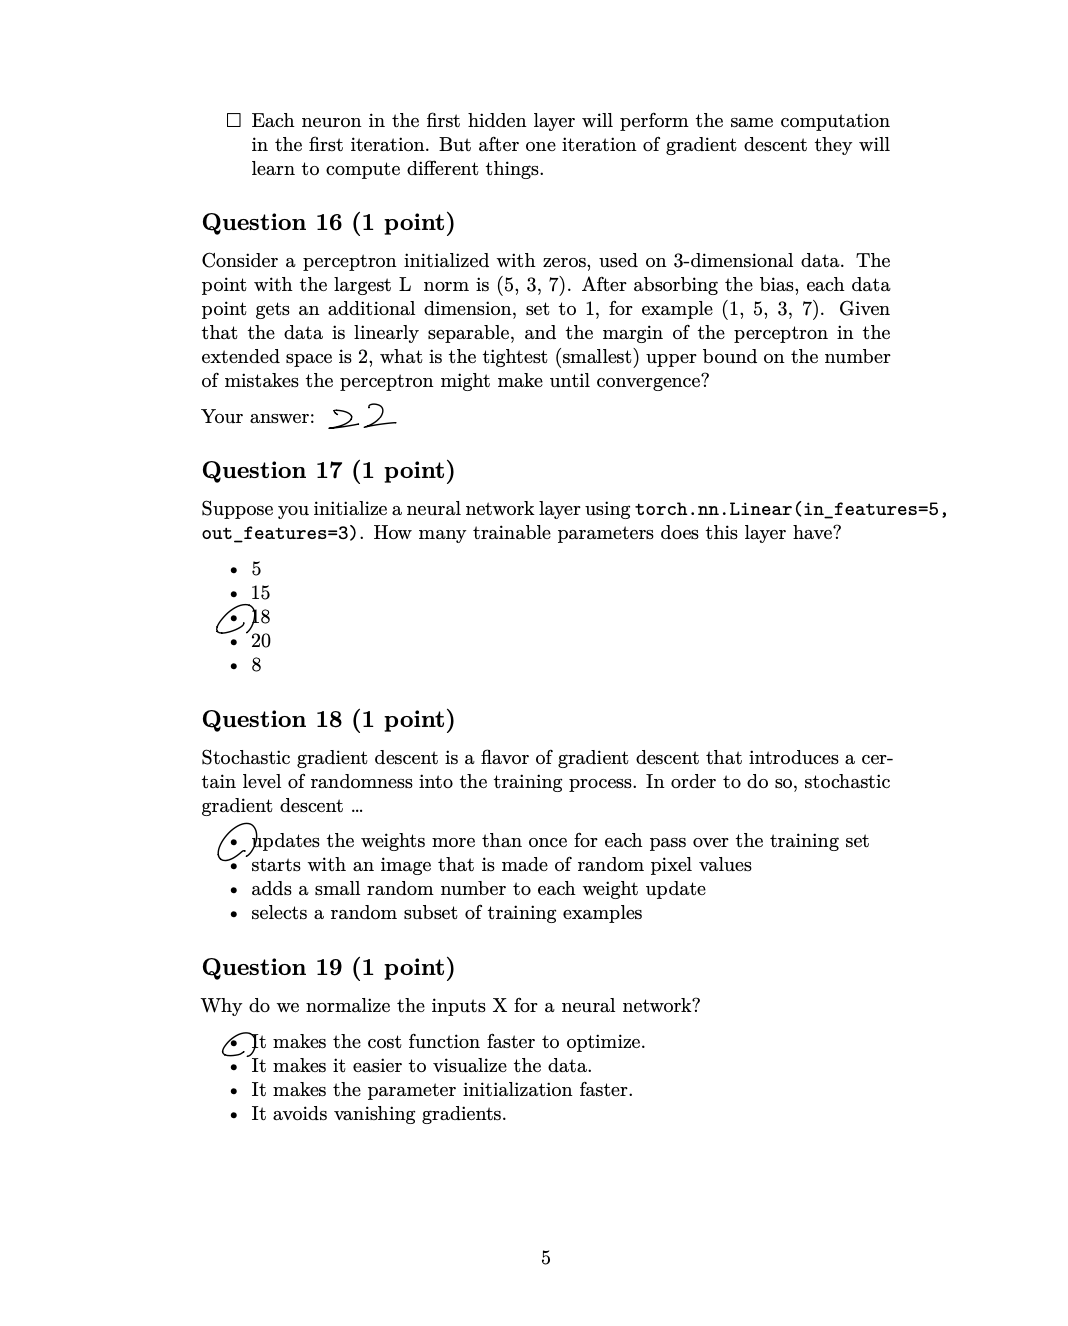 ☐ Each neuron in the first hidden layer will perform the same computation
in the first iteration. But after one iteration of gradient descent they will
learn to compute different things.
Question 16 (1 point)
Consider a perceptron initialized with zeros, used on 3-dimensional data. The
point with the largest L norm is (5, 3, 7). After absorbing the bias, each data
point gets an additional dimension, set to 1, for example (1, 5, 3, 7). Given
that the data is linearly separable, and the margin of the perceptron in the
extended space is 2, what is the tightest (smallest) upper bound on the number
of mistakes the perceptron might make until convergence?
Your answer: 22
Question 17 (1 point)
Suppose you initialize a neural network layer using torch.nn.Linear(in_features=5,
out_features=3). How many trainable parameters does this layer have?
• 5
• 15
• 18
• 20
• 8
Question 18 (1 point)
Stochastic gradient descent is a flavor of gradient descent that introduces a cer-
tain level of randomness into the training process. In order to do so, stochastic
gradient descent …
• updates the weights more than once for each pass over the training set
• starts with an image that is made of random pixel values
• adds a small random number to each weight update
• selects a random subset of training examples
Question 19 (1 point)
Why do we normalize the inputs X for a neural network?
• It makes the cost function faster to optimize.
• It makes it easier to visualize the data.
• It makes the parameter initialization faster.
• It avoids vanishing gradients.
5